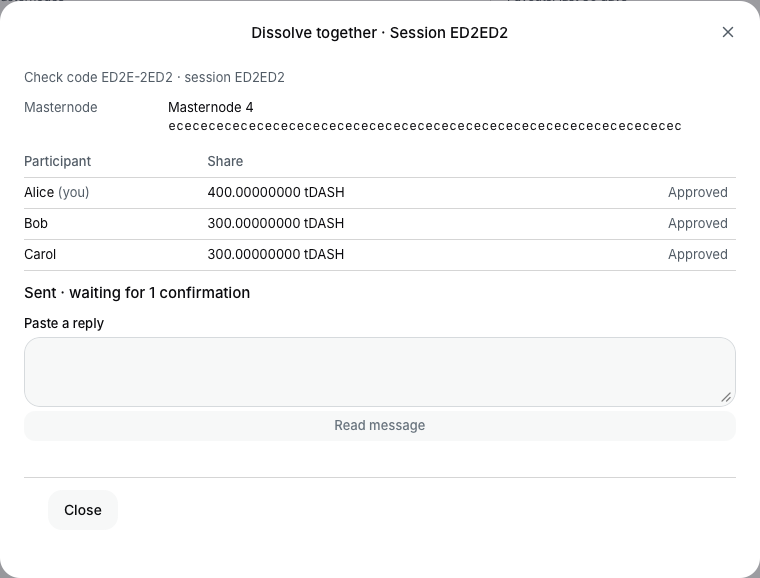 Dissolve together · Session ED2ED2
Check code ED2E-2ED2 · session ED2ED2
Masternode
Masternode 4
ecececececececececececececececececececececececececececececececec
Participant Share
Alice (you) 400.00000000 tDASH Approved
Bob 300.00000000 tDASH Approved
Carol 300.00000000 tDASH Approved
Sent · waiting for 1 confirmation
Paste a reply
Read message
Close